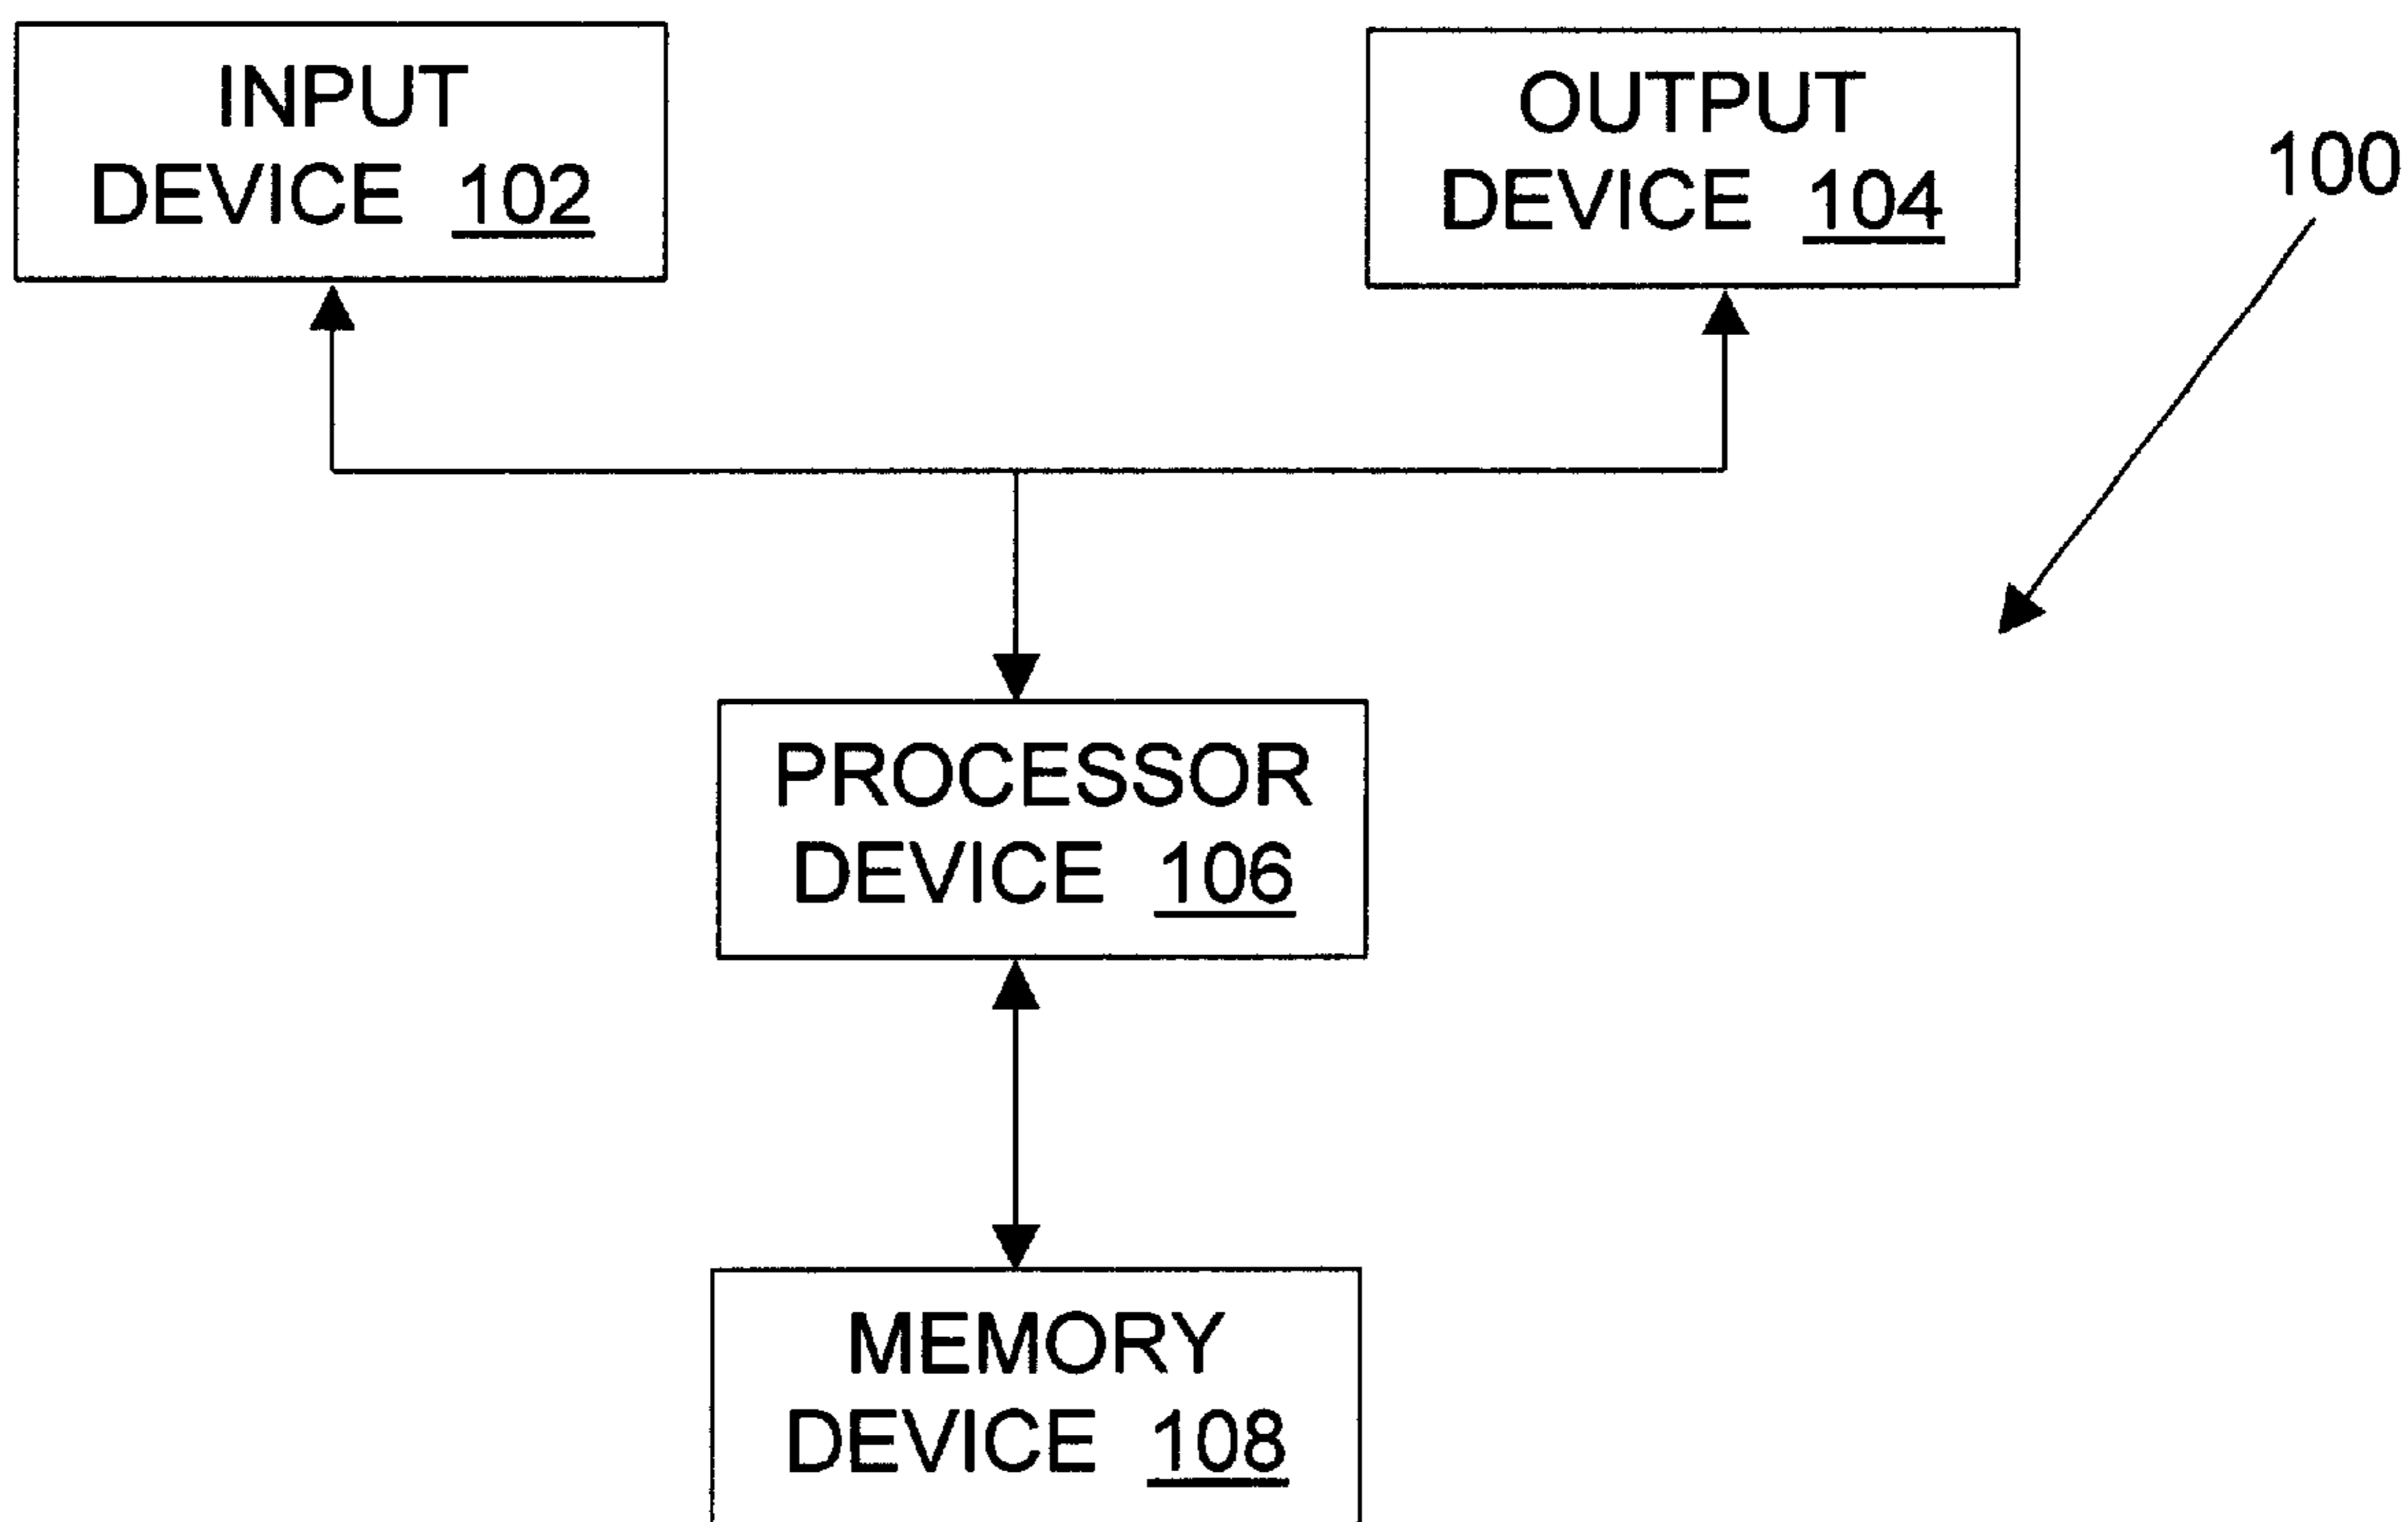 INPUT
DEVICE 102
OUTPUT
DEVICE 104
100
PROCESSOR
DEVICE 106
MEMORY
DEVICE 108